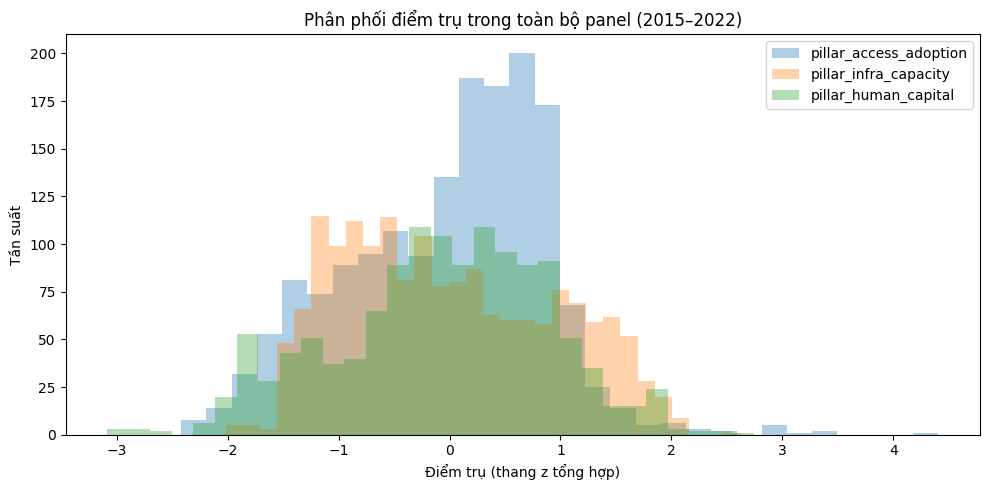 Phân phối điểm trụ trong toàn bộ panel (2015–2022)
pillar_access_adoption
pillar_infra_capacity
pillar_human_capital
Tần suất
200
175
150
125
100
75
50
25
0
−3
−2
−1
0
1
2
3
4
Điểm trụ (thang z tổng hợp)